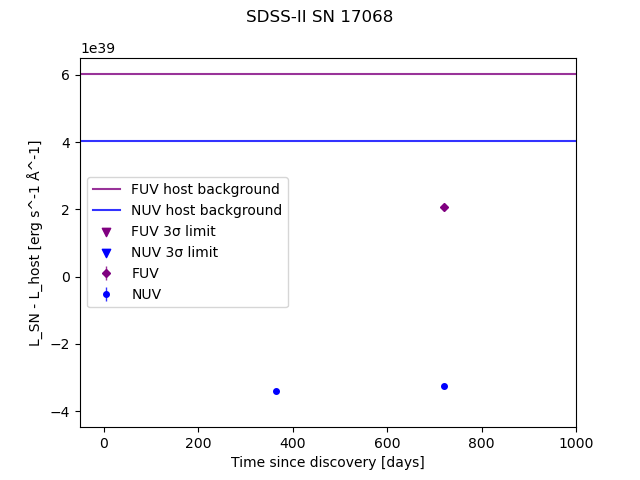 SDSS-II SN 17068
1e39
6
4
2
0
−2
−4
L_SN - L_host [erg s^-1 Å^-1]
FUV host background
NUV host background
FUV 3σ limit
NUV 3σ limit
FUV
NUV
0 200 400 600 800 1000
Time since discovery [days]